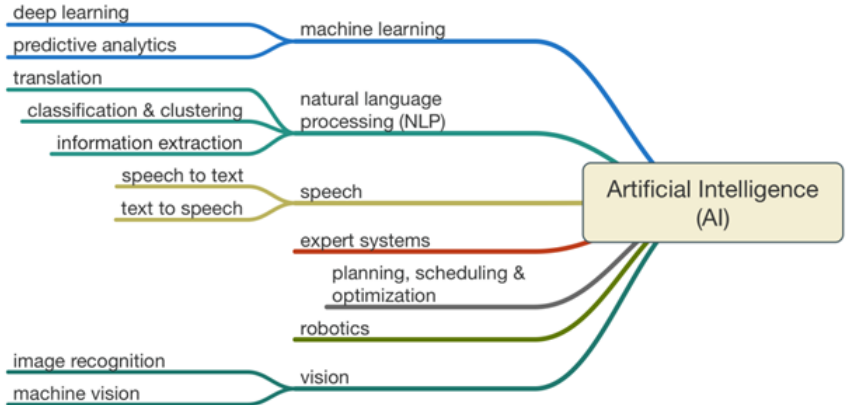 deep learning
predictive analytics
machine learning
translation
classification & clustering
information extraction
natural language
processing (NLP)
speech to text
text to speech
speech
expert systems
planning, scheduling &
optimization
robotics
image recognition
machine vision
vision
Artificial Intelligence
(AI)